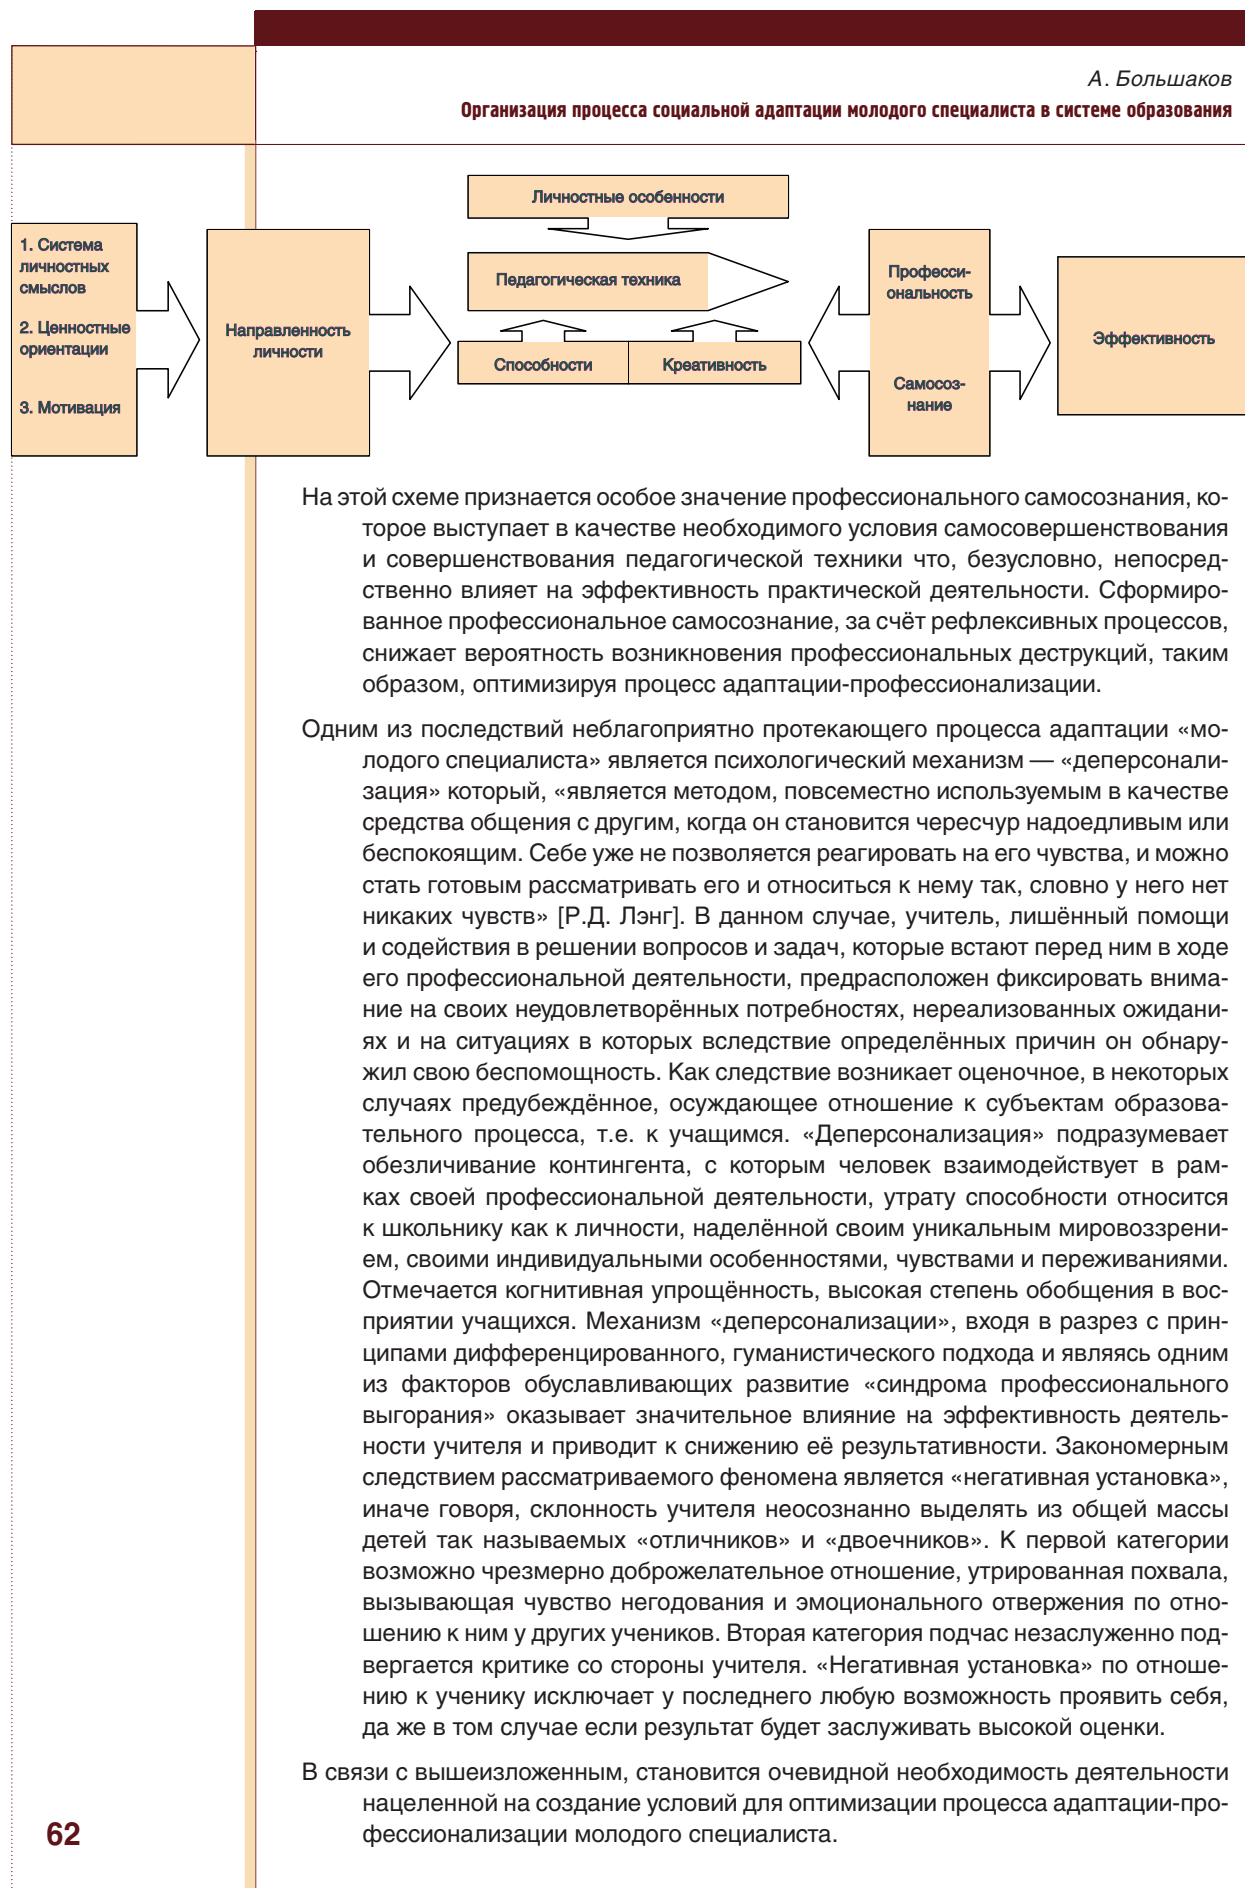 А. Большаков
Организация процесса социальной адаптации молодого специалиста в системе образования
1. Система
личностных
смыслов
2. Ценностные
ориентации
3. Мотивация
Направленность
личности
Личностные особенности
Педагогическая техника
Способности
Креативность
Професси-
ональность
Самосоз-
нание
Эффективность
На этой схеме признается особое значение профессионального самосознания, ко-
торое выступает в качестве необходимого условия самосовершенствования
и совершенствования педагогической техники что, безусловно, непосред-
ственно влияет на эффективность практической деятельности. Сформиро-
ванное профессиональное самосознание, за счёт рефлексивных процессов,
снижает вероятность возникновения профессиональных деструкций, таким
образом, оптимизируя процесс адаптации-профессионализации.
Одним из последствий неблагоприятно протекающего процесса адаптации «мо-
лодого специалиста» является психологический механизм — «деперсонали-
зация» который, «является методом, повсеместно используемым в качестве
средства общения с другим, когда он становится чересчур надоедливым или
беспокоящим. Себе уже не позволяется реагировать на его чувства, и можно
стать готовым рассматривать его и относиться к нему так, словно у него нет
никаких чувств» [Р.Д. Лэнг]. В данном случае, учитель, лишённый помощи
и содействия в решении вопросов и задач, которые встают перед ним в ходе
его профессиональной деятельности, предрасположен фиксировать внима-
ние на своих неудовлетворённых потребностях, нереализованных ожидани-
ях и на ситуациях в которых вследствие определённых причин он обнару-
жил свою беспомощность. Как следствие возникает оценочное, в некоторых
случаях предубеждённое, осуждающее отношение к субъектам образова-
тельного процесса, т.е. к учащимся. «Деперсонализация» подразумевает
обезличивание контингента, с которым человек взаимодействует в рам-
ках своей профессиональной деятельности, утрату способности относится
к школьнику как к личности, наделённой своим уникальным мировоззрени-
ем, своими индивидуальными особенностями, чувствами и переживаниями.
Отмечается когнитивная упрощённость, высокая степень обобщения в вос-
приятии учащихся. Механизм «деперсонализации», входя в разрез с прин-
ципами дифференцированного, гуманистического подхода и являясь одним
из факторов обуславливающих развитие «синдрома профессионального
выгорания» оказывает значительное влияние на эффективность деятель-
ности учителя и приводит к снижению её результативности. Закономерным
следствием рассматриваемого феномена является «негативная установка»,
иначе говоря, склонность учителя неосознанно выделять из общей массы
детей так называемых «отличников» и «двоечников». К первой категории
возможно чрезмерно доброжелательное отношение, утрированная похвала,
вызывающая чувство негодования и эмоционального отвержения по отно-
шению к ним у других учеников. Вторая категория подчас незаслуженно под-
вергается критике со стороны учителя. «Негативная установка» по отноше-
нию к ученику исключает у последнего любую возможность проявить себя,
да же в том случае если результат будет заслуживать высокой оценки.
В связи с вышеизложенным, становится очевидной необходимость деятельности
нацеленной на создание условий для оптимизации процесса адаптации-про-
фессионализации молодого специалиста.
62